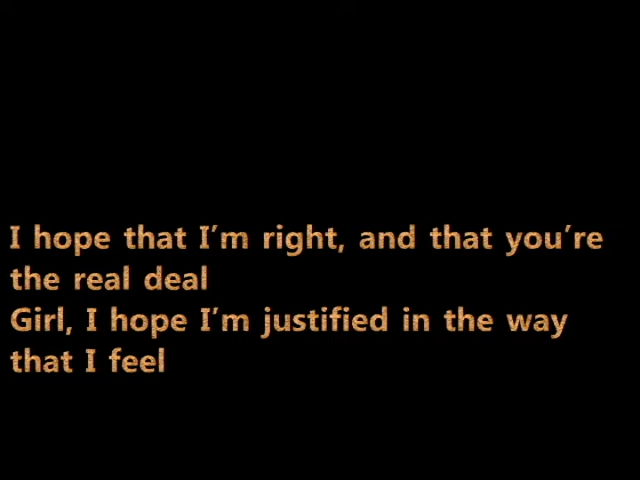 I hope that I'm right, and that you're
the real deal
Girl, I hope I'm justified in the way
that I feel